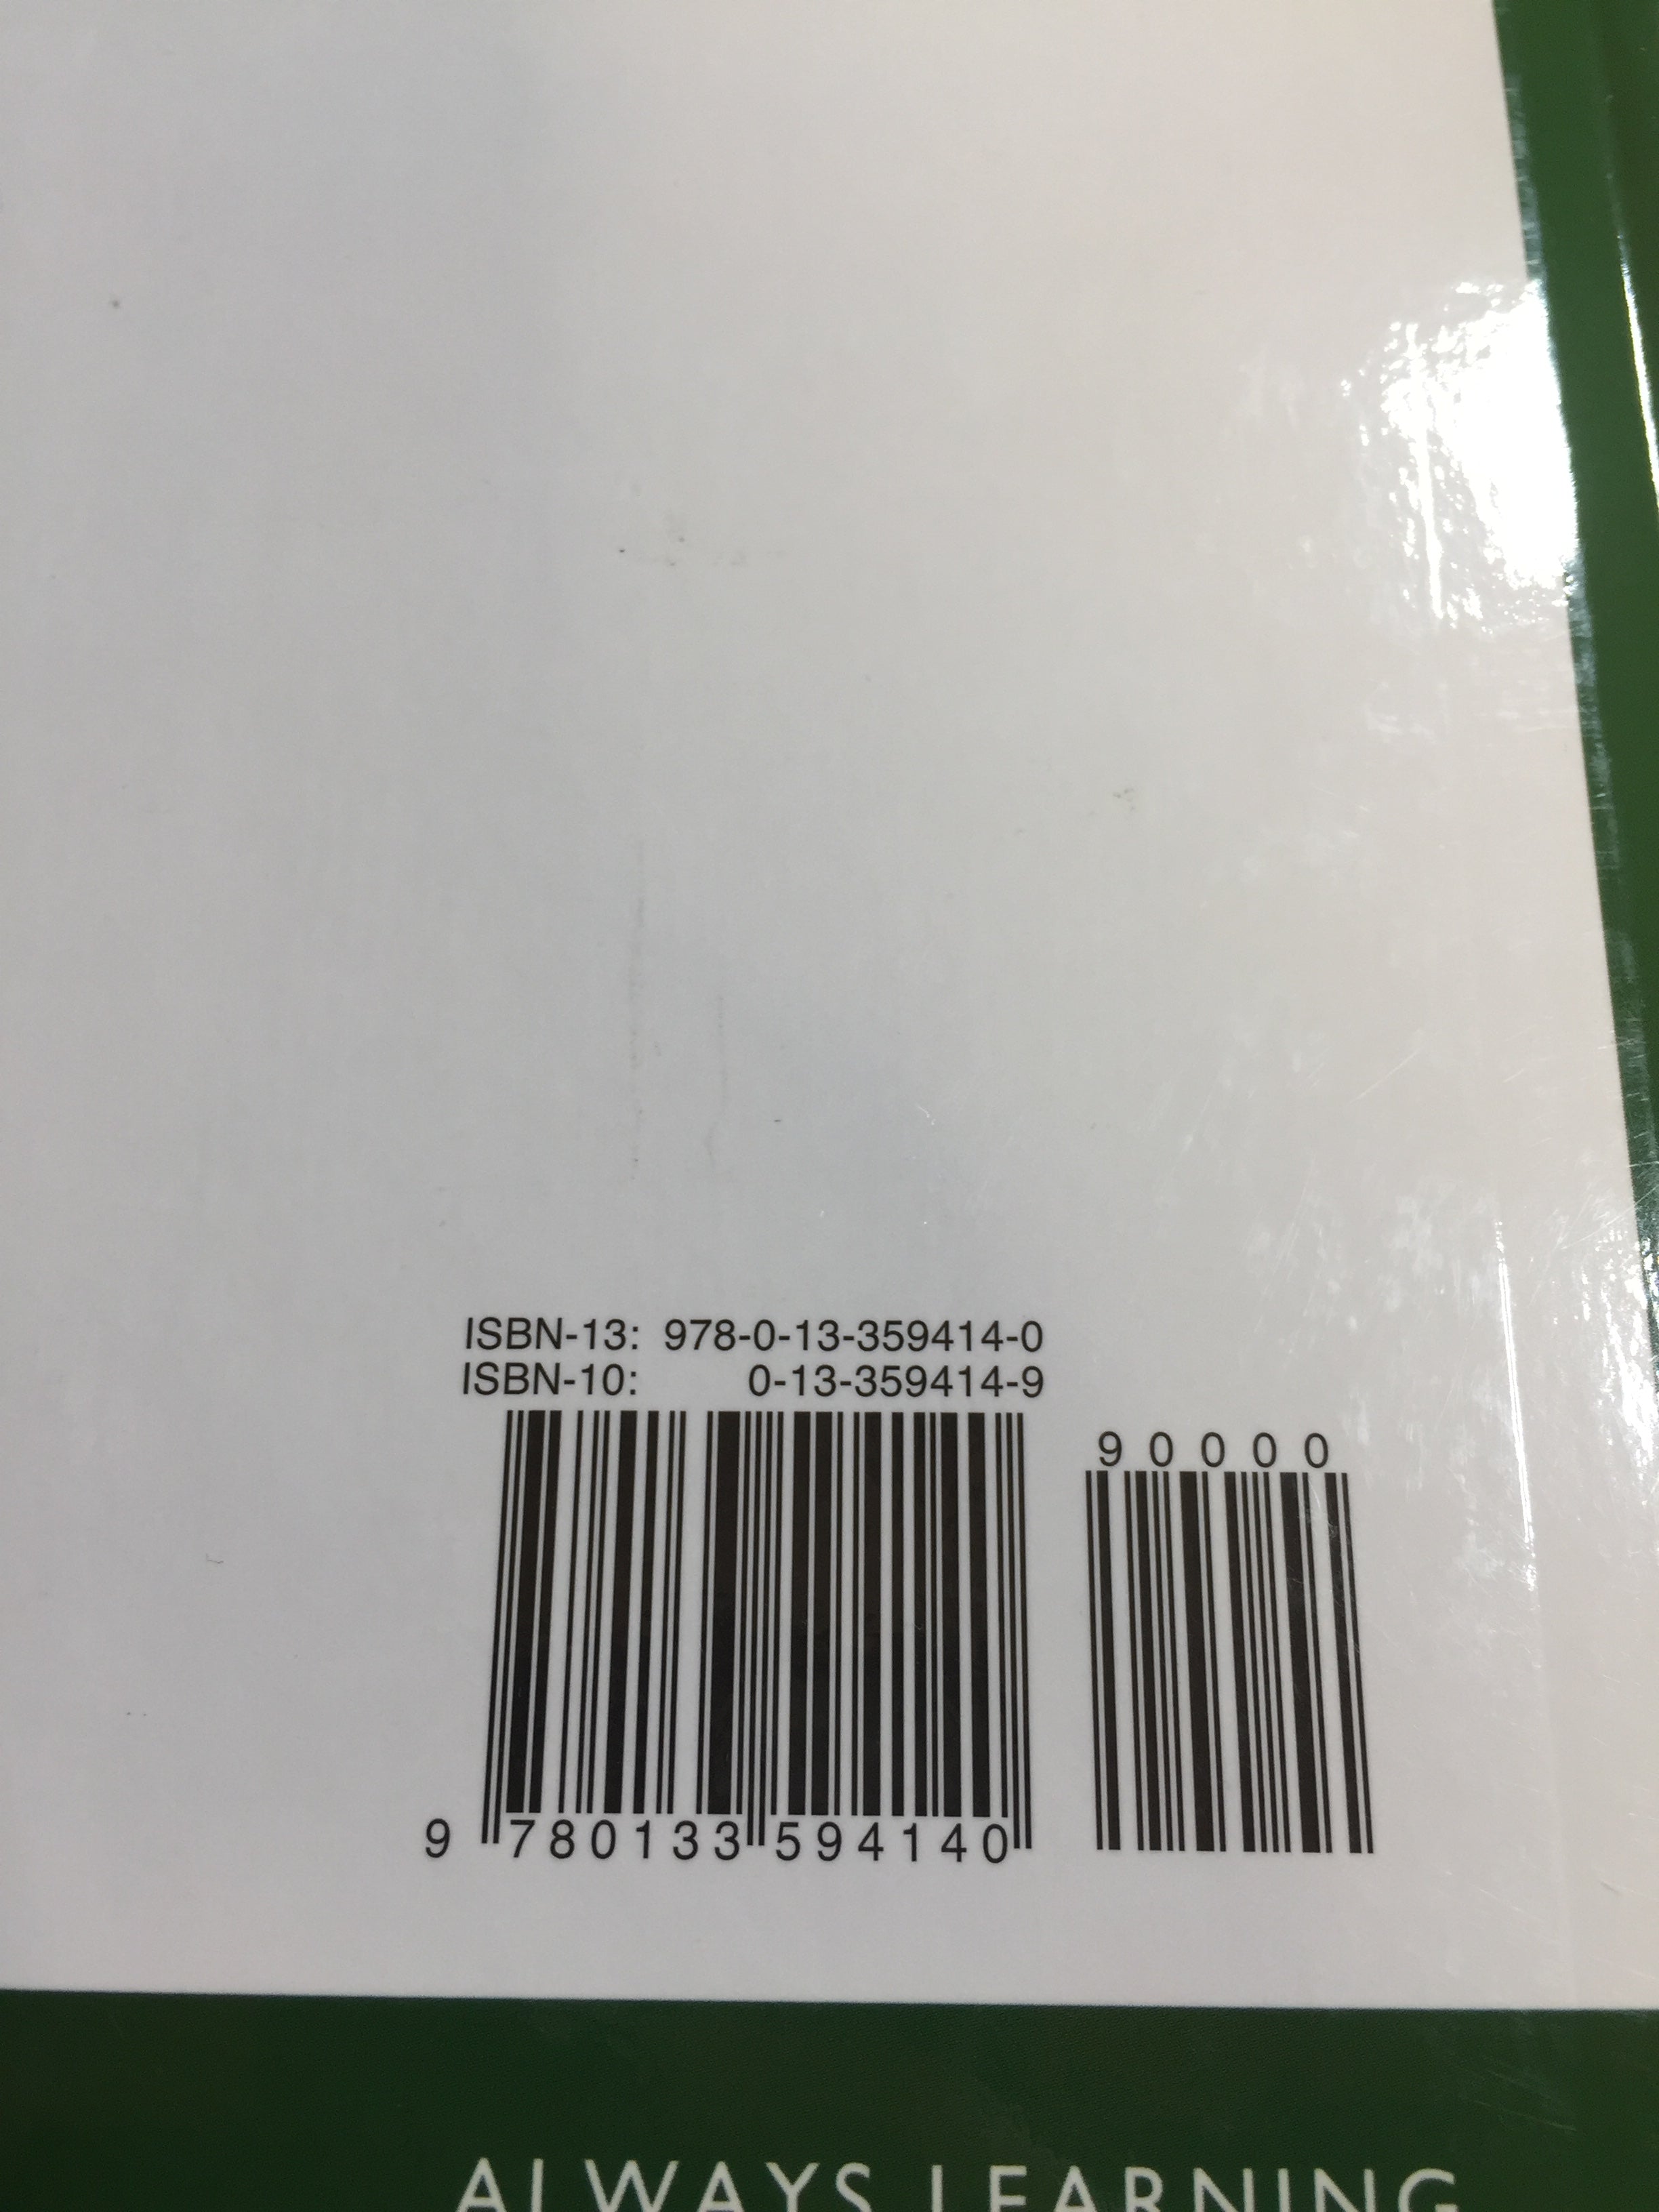 ISBN-13: 978-0-13-359414-0
ISBN-10: 0-13-359414-9
90000
9 780133 594140
ALWAYS LEARNING